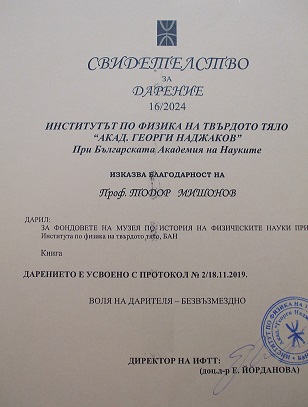 СВИДЕТЕЛСТВО
ЗА
ДАРЕНИЕ
16/2024
ИНСТИТУТЪТ ПО ФИЗИКА НА ТВЪРДОТО ТЯЛО
“АКАД. ГЕОРГИ НАДЖАКОВ”
При Българската Академия на Науките
ИЗКАЗВА БЛАГОДАРНОСТ НА
Проф. ТОДОР МИШОНОВ
ДАРИЛ:
ЗА ФОНДОВЕТЕ НА МУЗЕЯ ПО ИСТОРИЯ НА ФИЗИЧЕСКИТЕ НАУКИ ПРИ
Института по физика на твърдото тяло, БАН
Книга
ДАРЕНИЕТО Е УСВОЕНО С ПРОТОКОЛ № 2/18.11.2019.
ВОЛЯ НА ДАРИТЕЛЯ – БЕЗВЪЗМЕЗДНО
ДИРЕКТОР НА ИФТТ:
(доц.д-р Е. ЙОРДАНОВА)